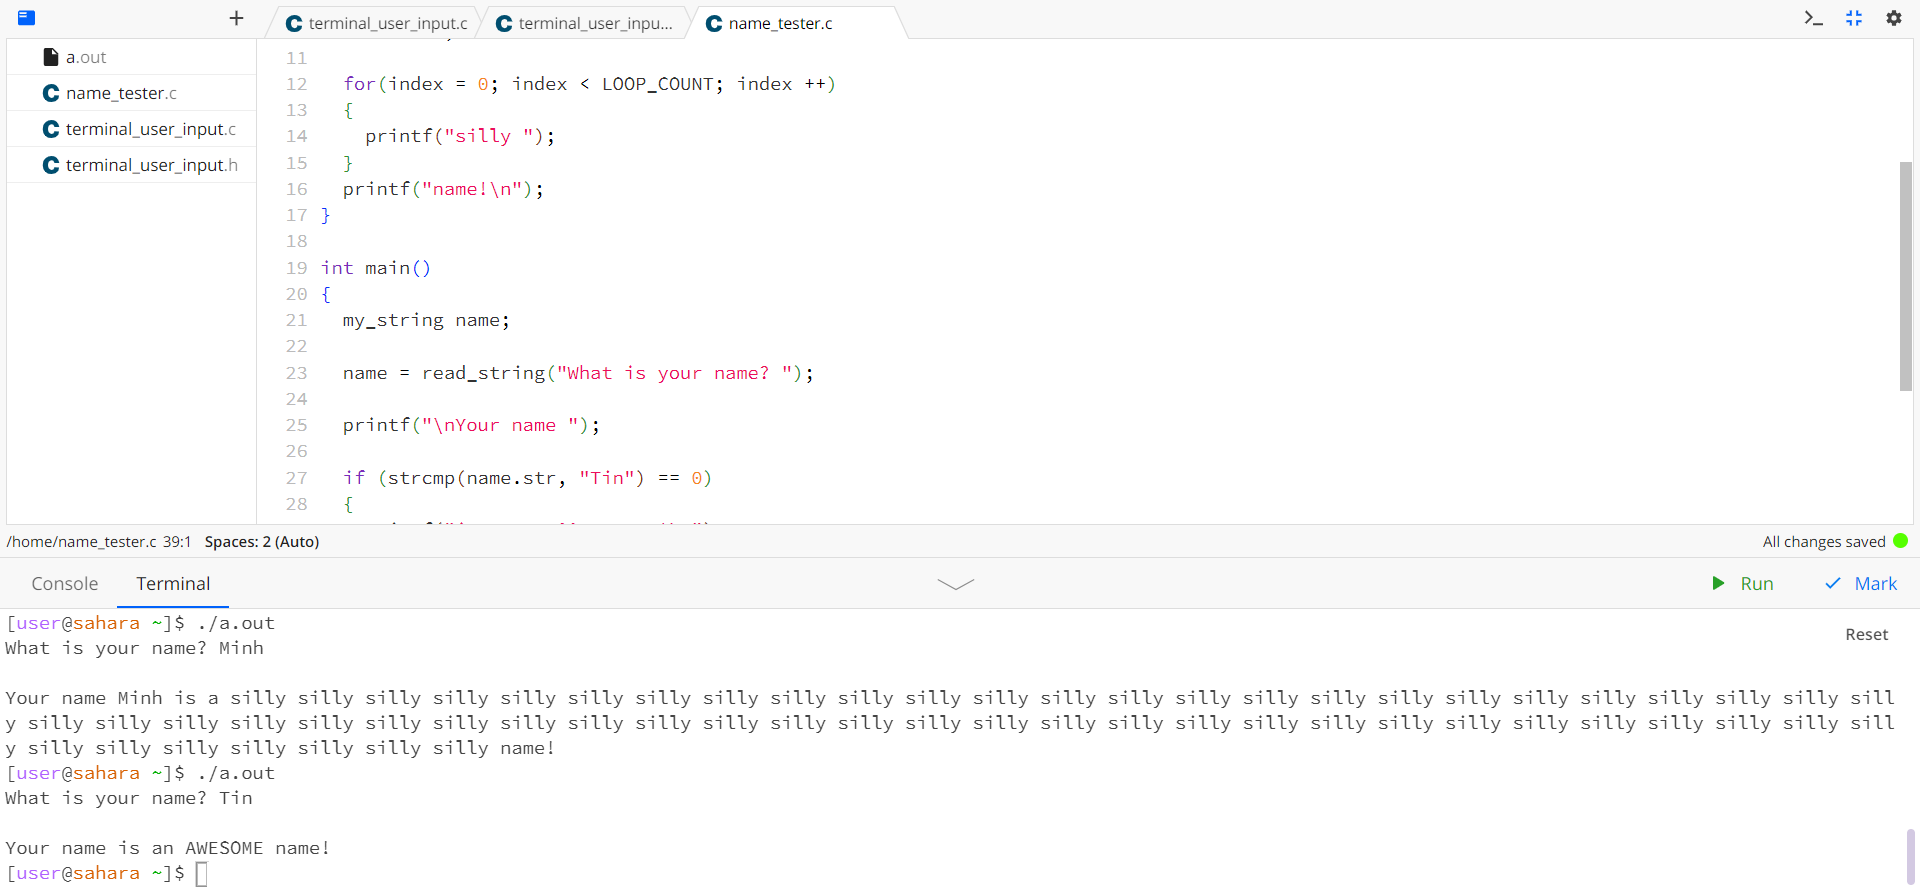 terminal_user_input.c
terminal_user_inpu...
name_tester.c
a.out
name_tester.c
terminal_user_input.c
terminal_user_input.h
11
12 for(index = 0; index < LOOP_COUNT; index ++)
13 {
14 printf("silly ");
15 }
16 printf("name!\n");
17 }
18
19 int main()
20 {
21 my_string name;
22
23 name = read_string("What is your name? ");
24
25 printf("\nYour name ");
26
27 if (strcmp(name.str, "Tin") == 0)
28 {
/home/name_tester.c 39:1 Spaces: 2 (Auto)
All changes saved
Console
Terminal
Run
Mark
Reset
[user@sahara ~]$ ./a.out
What is your name? Minh
Your name Minh is a silly silly silly silly silly silly silly silly silly silly silly silly silly silly silly silly silly silly silly silly silly silly silly silly sill
y silly silly silly silly silly silly silly silly silly silly silly silly silly silly silly silly silly silly silly silly silly silly silly silly silly silly silly sill
y silly silly silly silly silly silly silly name!
[user@sahara ~]$ ./a.out
What is your name? Tin
Your name is an AWESOME name!
[user@sahara ~]$